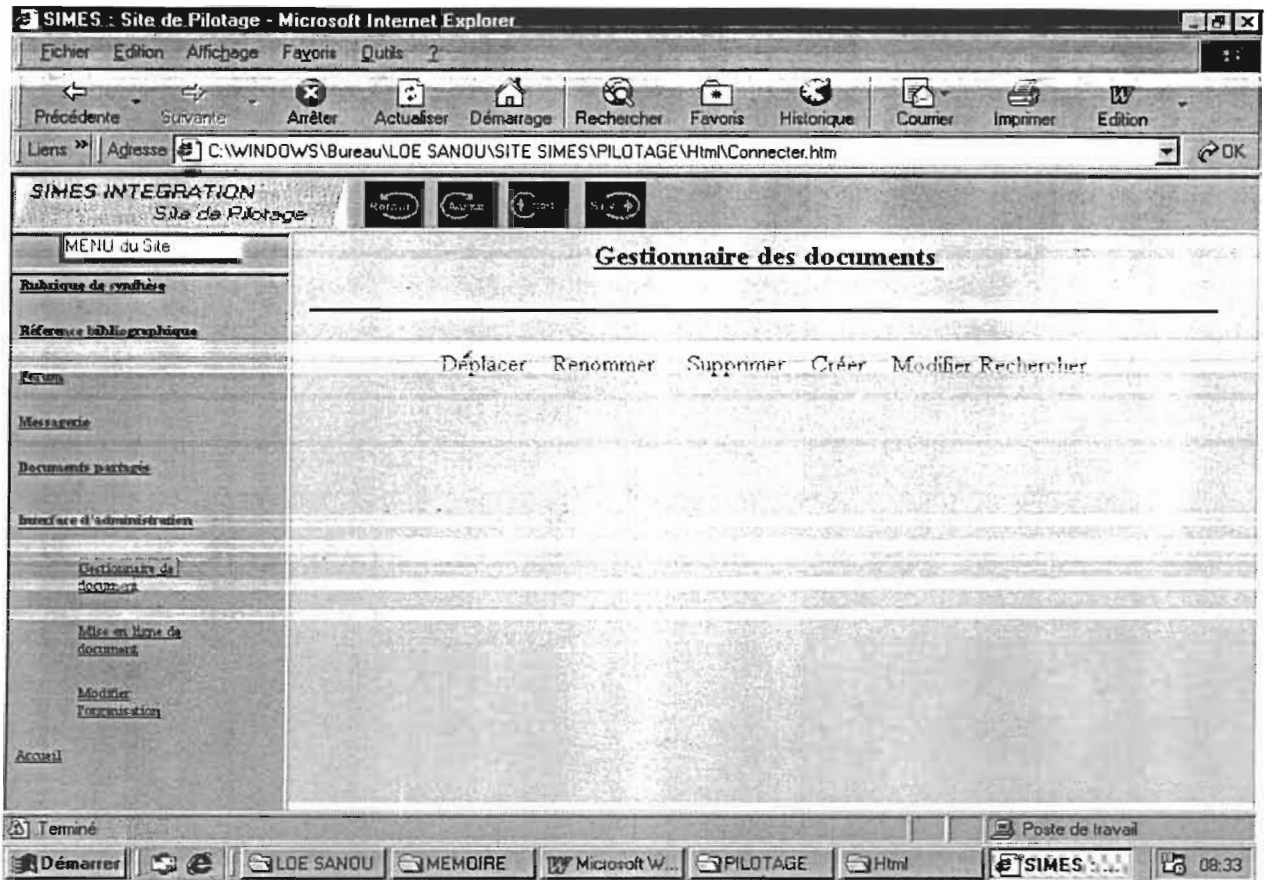 SIMES : Site de Pilotage - Microsoft Internet Explorer
Fichier Edition Affichage Favoris Outils ?
Précédente Suivante Arrêter Actualiser Démarrage Rechercher Favoris Historique Courrier Imprimer Edition
Liens » Adresse C:\WINDOWS\Bureau\LOE SANOU\SITE SIMES\PILOTAGE\Html\Connecter.htm OK
SIMES INTEGRATION
Site de Pilotage
Retour
MENU du Site
Gestionnaire des documents
Rubrique de synthèse
Réference bibliographique
Déplacer Renommer Supprimer Créer Modifier Rechercher
Forum
Messagerie
Documents partagés
Interface d'administration
Gestionnaire de
document
Mise en ligne de
document
Modifier
l'organisation
Accueil
Terminé Poste de travail
Démarrer LOE SANOU MEMOIRE Microsoft W... PILOTAGE Html SIMES : ... 08:33